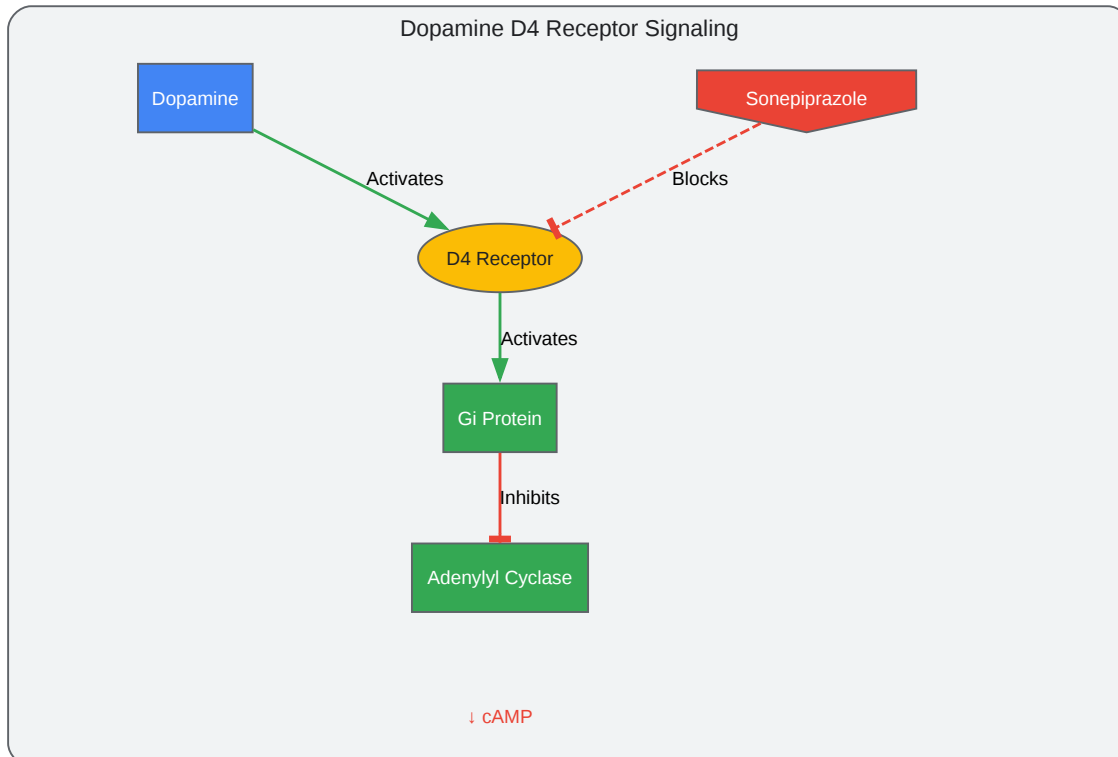 Dopamine D4 Receptor Signaling
Dopamine
Sonepiprazole
Activates
Blocks
D4 Receptor
Activates
Gi Protein
Inhibits
Adenylyl Cyclase
↓ cAMP